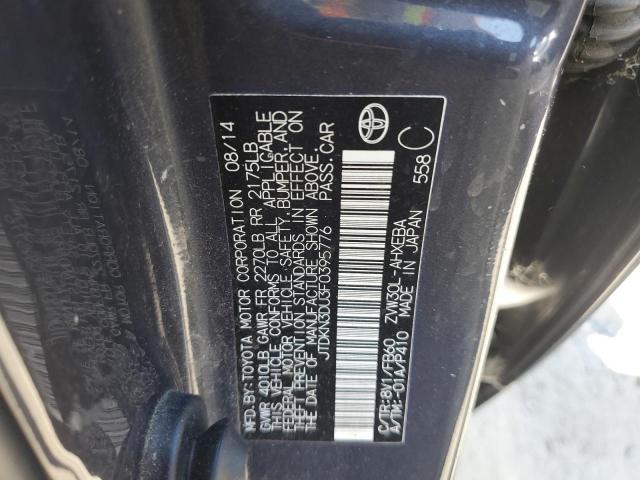 MFD.BY: TOYOTA MOTOR CORPORATION 08/14
GVWR 4010LB GAWR FR 2270LB RR 2175LB
THIS VEHICLE CONFORMS TO ALL APPLICABLE
FEDERAL MOTOR VEHICLE SAFETY, BUMPER, AND
THEFT PREVENTION STANDARDS IN EFFECT ON
THE DATE OF MANUFACTURE SHOWN ABOVE.
JTDKN3DU3F0395776 PASS.CAR
C/TR:8V1/FB60 ZVW30L-AHXEBA
A/TM:-01A/P410 MADE IN JAPAN 558 C